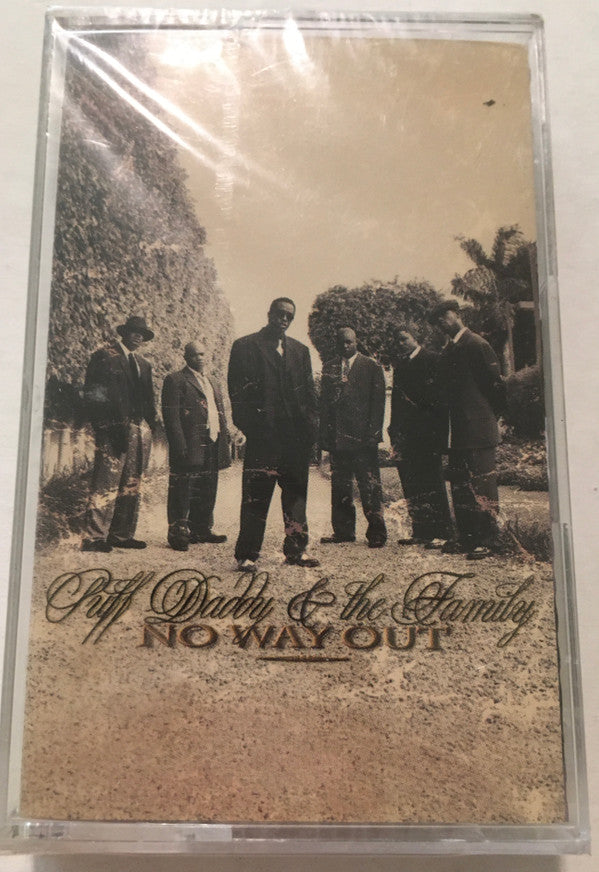 Puff Daddy & the Family
NO WAY OUT